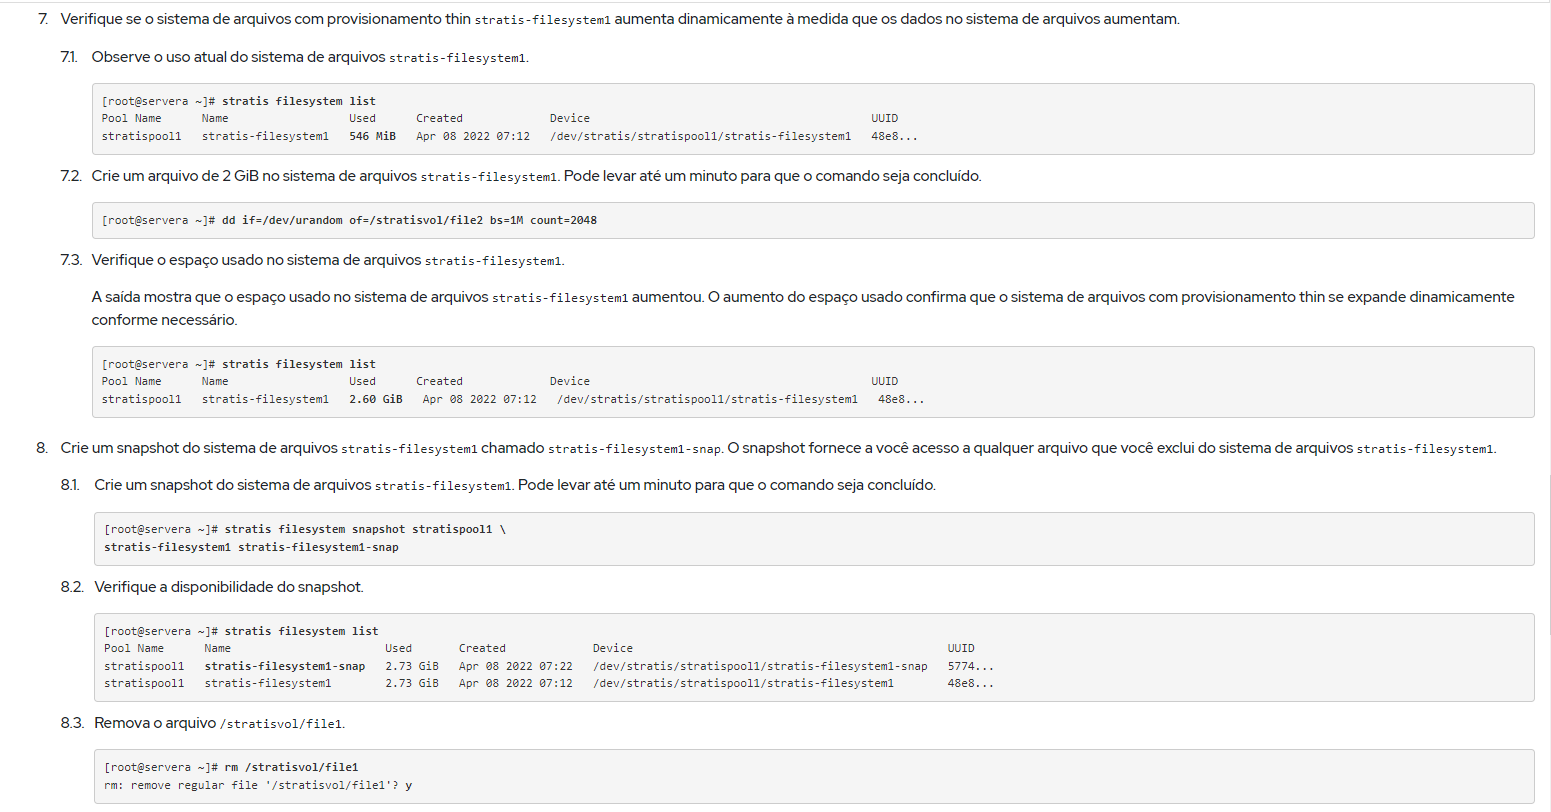 7. Verifique se o sistema de arquivos com provisionamento thin stratis-filesystem1 aumenta dinamicamente à medida que os dados no sistema de arquivos aumentam.
7.1. Observe o uso atual do sistema de arquivos stratis-filesystem1.
[root@servera ~]# stratis filesystem list
Pool Name Name Used Created Device UUID
stratispool1 stratis-filesystem1 546 MiB Apr 08 2022 07:12 /dev/stratis/stratispool1/stratis-filesystem1 48e8...
7.2. Crie um arquivo de 2 GiB no sistema de arquivos stratis-filesystem1. Pode levar até um minuto para que o comando seja concluído.
[root@servera ~]# dd if=/dev/urandom of=/stratisvol/file2 bs=1M count=2048
7.3. Verifique o espaço usado no sistema de arquivos stratis-filesystem1.
A saída mostra que o espaço usado no sistema de arquivos stratis-filesystem1 aumentou. O aumento do espaço usado confirma que o sistema de arquivos com provisionamento thin se expande dinamicamente
conforme necessário.
[root@servera ~]# stratis filesystem list
Pool Name Name Used Created Device UUID
stratispool1 stratis-filesystem1 2.60 GiB Apr 08 2022 07:12 /dev/stratis/stratispool1/stratis-filesystem1 48e8...
8. Crie um snapshot do sistema de arquivos stratis-filesystem1 chamado stratis-filesystem1-snap. O snapshot fornece a você acesso a qualquer arquivo que você exclui do sistema de arquivos stratis-filesystem1.
8.1. Crie um snapshot do sistema de arquivos stratis-filesystem1. Pode levar até um minuto para que o comando seja concluído.
[root@servera ~]# stratis filesystem snapshot stratispool1 \
stratis-filesystem1 stratis-filesystem1-snap
8.2. Verifique a disponibilidade do snapshot.
[root@servera ~]# stratis filesystem list
Pool Name Name Used Created Device UUID
stratispool1 stratis-filesystem1-snap 2.73 GiB Apr 08 2022 07:22 /dev/stratis/stratispool1/stratis-filesystem1-snap 5774...
stratispool1 stratis-filesystem1 2.73 GiB Apr 08 2022 07:12 /dev/stratis/stratispool1/stratis-filesystem1 48e8...
8.3. Remova o arquivo /stratisvol/file1.
[root@servera ~]# rm /stratisvol/file1
rm: remove regular file '/stratisvol/file1'? y